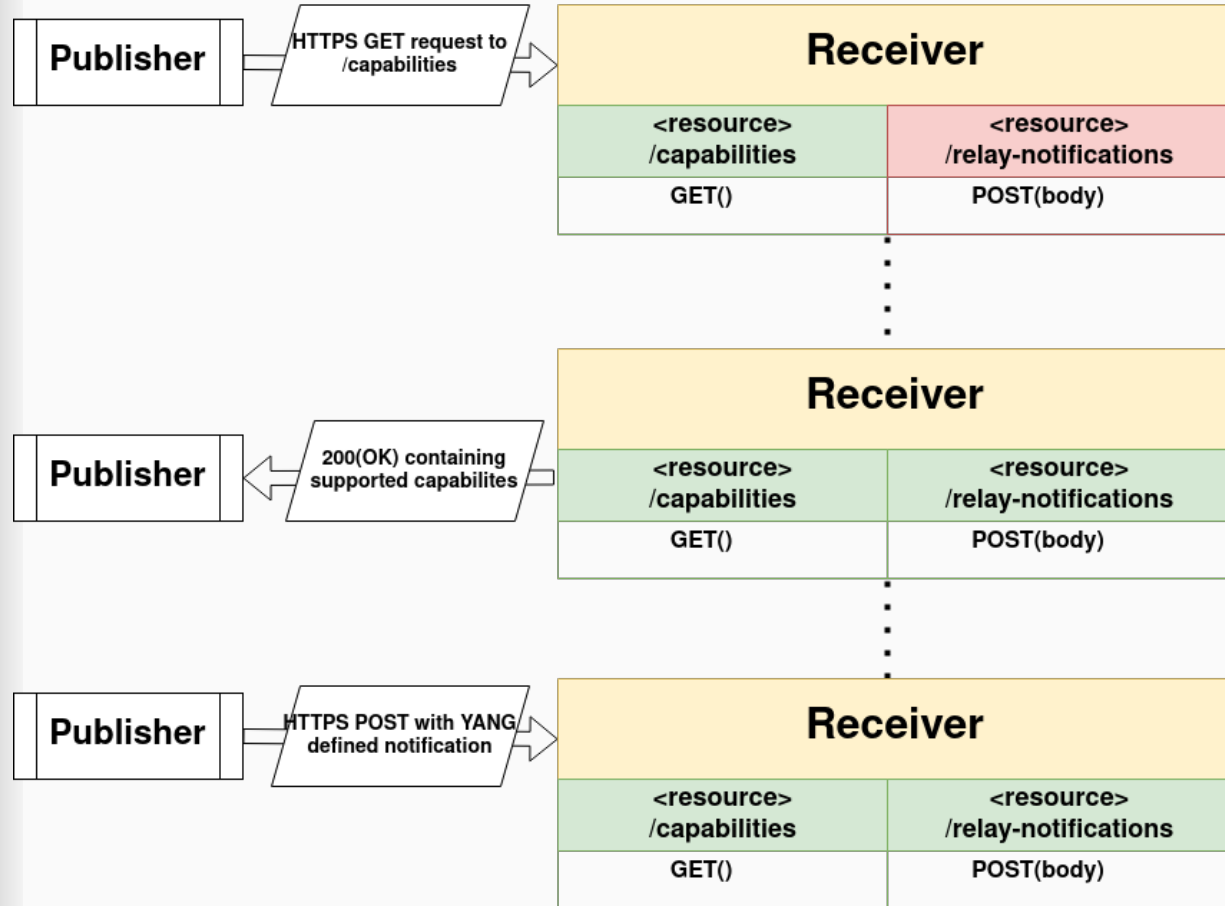 Publisher
HTTPS GET request to
/capabilities
Receiver
<resource>
/capabilities
<resource>
/relay-notifications
GET()
POST(body)
Receiver
Publisher
200(OK) containing
supported capabilites
<resource>
/capabilities
<resource>
/relay-notifications
GET()
POST(body)
Publisher
HTTPS POST with YANG
defined notification
Receiver
<resource>
/capabilities
<resource>
/relay-notifications
GET()
POST(body)